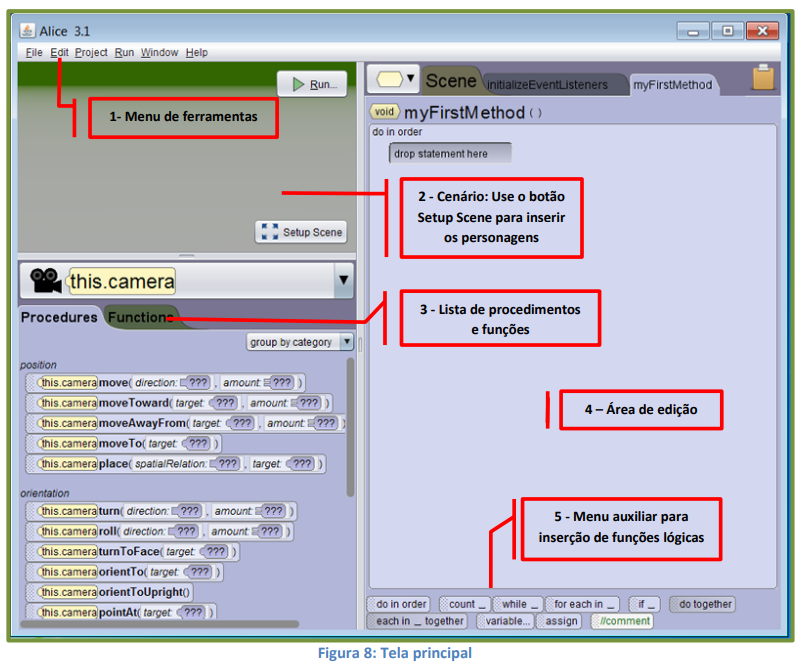 Alice 3.1
File Edit Project Run Window Help
Run...
1- Menu de ferramentas
Setup Scene
Scene initializeEventListeners myFirstMethod
void myFirstMethod ( )
do in order
drop statement here
2 - Cenário: Use o botão
Setup Scene para inserir
os personagens
this.camera
Procedures Functions
group by category
3 - Lista de procedimentos
e funções
position
this.camera move( direction: ??? , amount: ??? )
this.camera moveToward( target: ??? , amount: ??? )
this.camera moveAwayFrom( target: ??? , amount: ??? )
this.camera moveTo( target: ??? )
this.camera place( spatialRelation: ??? , target: ??? )
orientation
this.camera turn( direction: ??? , amount: ??? )
this.camera roll( direction: ??? , amount: ??? )
this.camera turnToFace( target: ??? )
this.camera orientTo( target: ??? )
this.camera orientToUpright()
this.camera pointAt( target: ??? )
4 – Área de edição
5 - Menu auxiliar para
inserção de funções lógicas
do in order count _ while _ for each in _ if _ do together
each in _ together variable... assign //comment
Figura 8: Tela principal